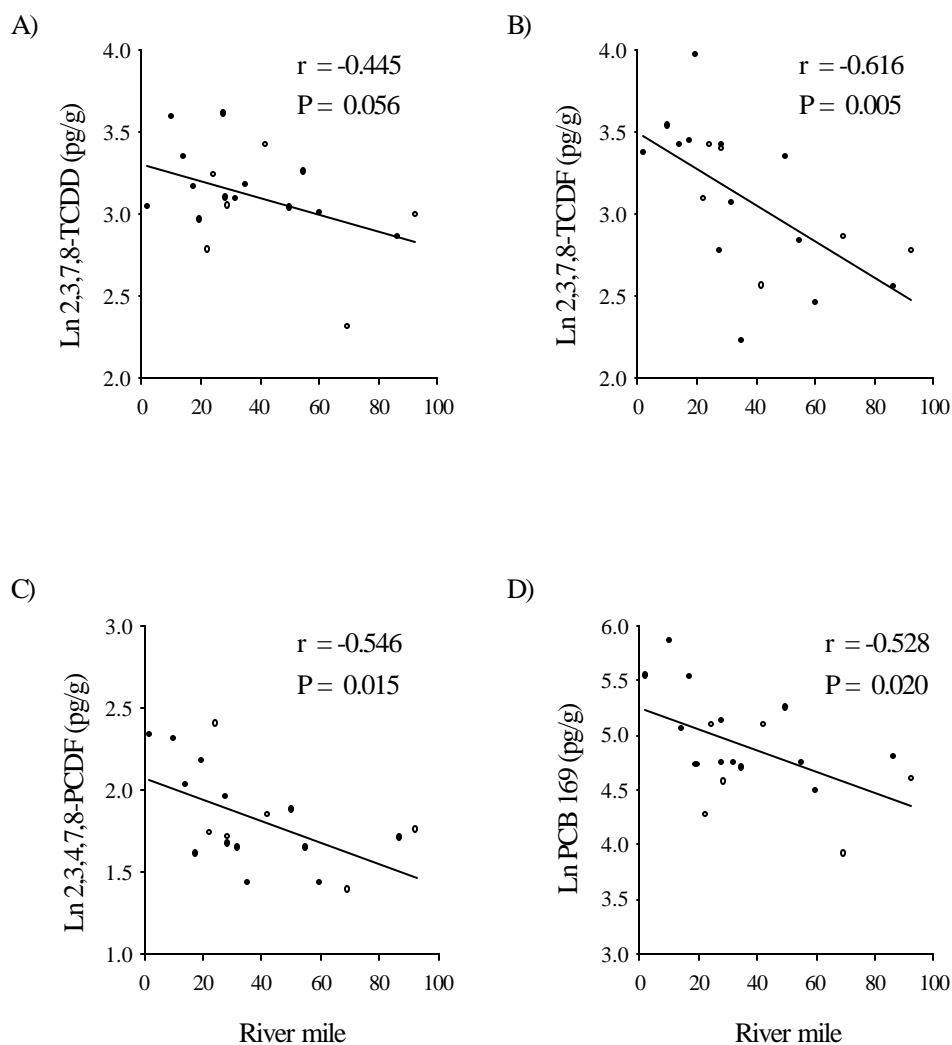 A)
r = -0.445
P = 0.056
Ln 2,3,7,8-TCDD (pg/g)
4.0
3.5
3.0
2.5
2.0
0 20 40 60 80 100
B)
r = -0.616
P = 0.005
Ln 2,3,7,8-TCDF (pg/g)
4.0
3.5
3.0
2.5
2.0
0 20 40 60 80 100
C)
r = -0.546
P = 0.015
Ln 2,3,4,7,8-PCDF (pg/g)
3.0
2.5
2.0
1.5
1.0
0 20 40 60 80 100
River mile
D)
r = -0.528
P = 0.020
Ln PCB 169 (pg/g)
6.0
5.5
5.0
4.5
4.0
3.5
3.0
0 20 40 60 80 100
River mile